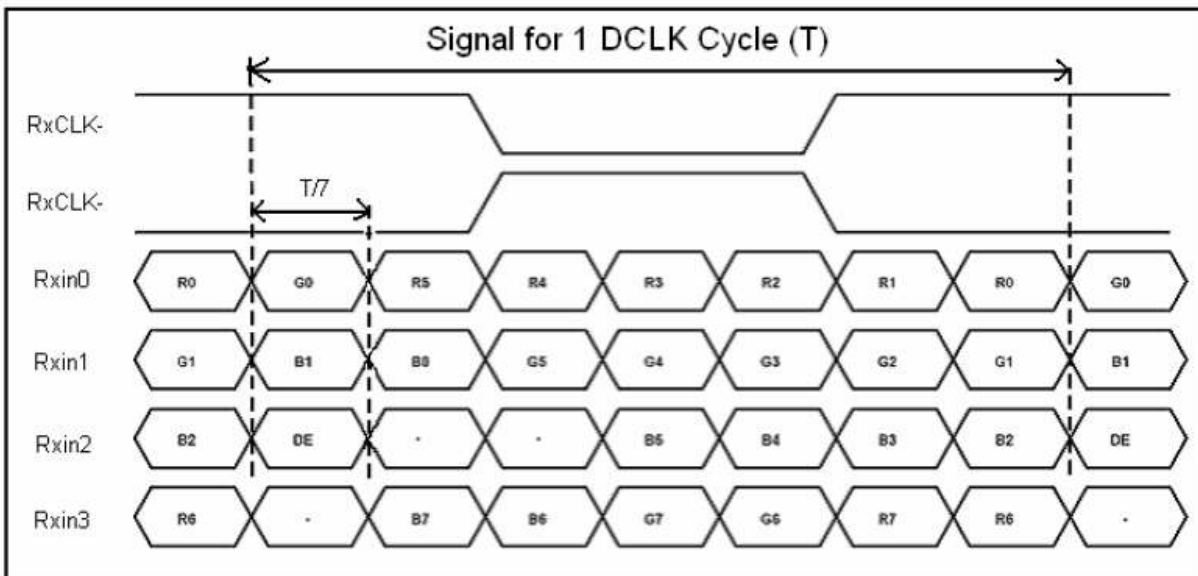 Signal for 1 DCLK Cycle (T)
RxCLK-
T/7
RxCLK-
Rxin0 R0 G0 R5 R4 R3 R2 R1 R0 G0
Rxin1 G1 B1 B0 G5 G4 G3 G2 G1 B1
Rxin2 B2 DE - - B5 B4 B3 B2 DE
Rxin3 R6 - B7 B6 G7 G6 R7 R6 -